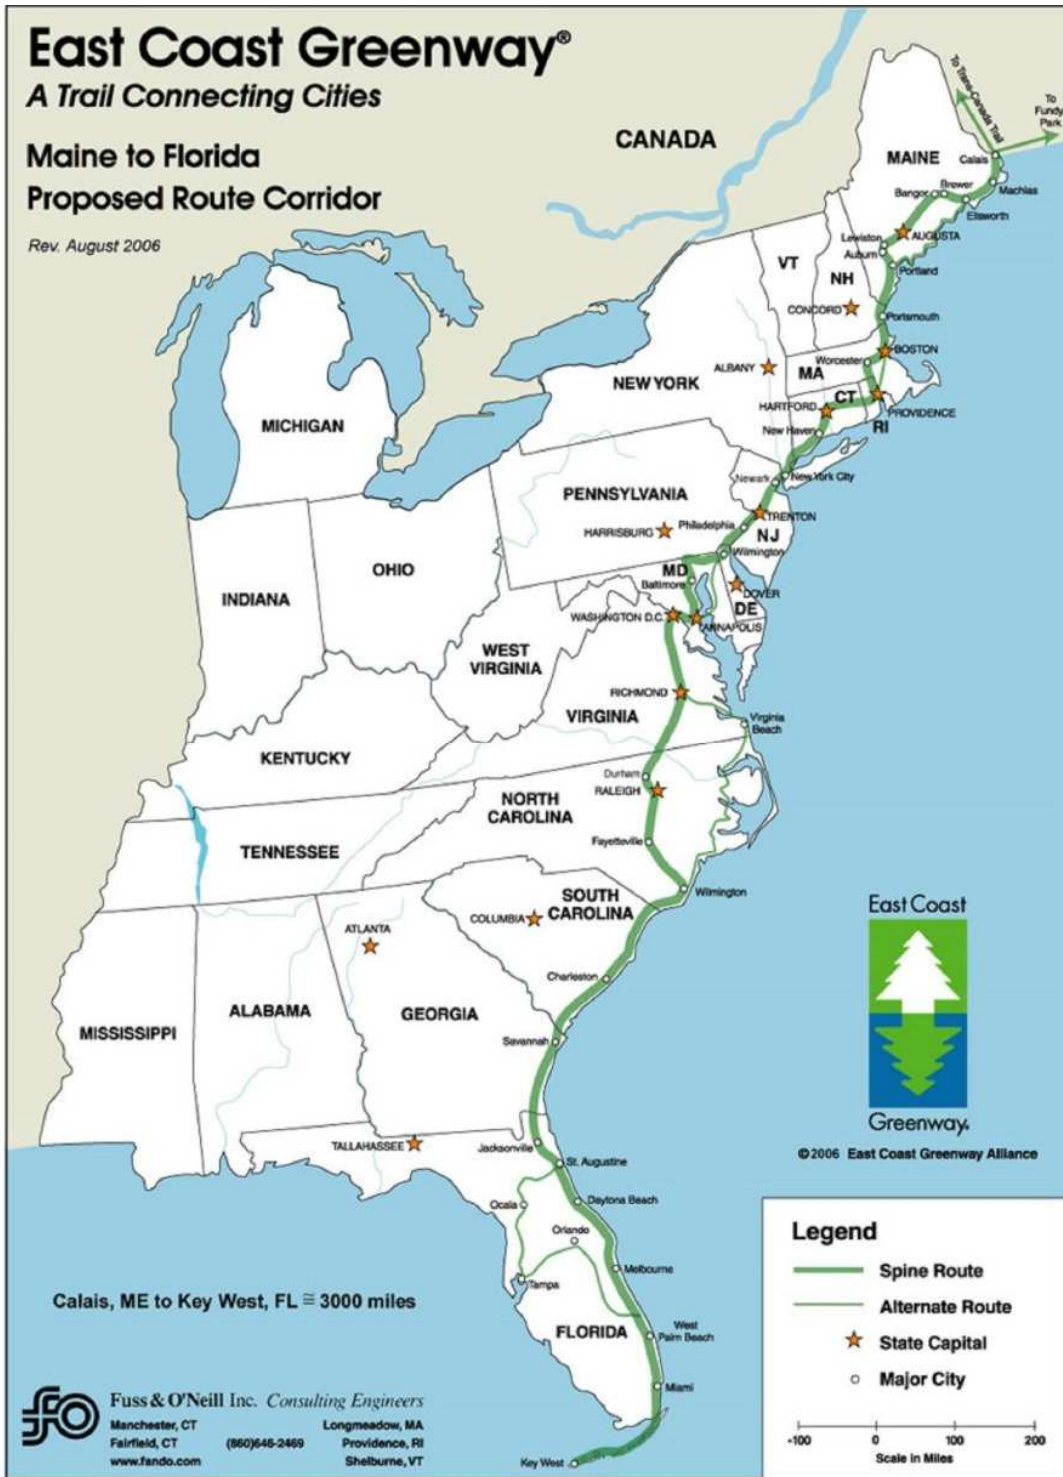 East Coast Greenway®
A Trail Connecting Cities
Maine to Florida
Proposed Route Corridor
Rev. August 2006
CANADA
To Trans-Canada Trail
To
Fundy
Park
MAINE
Calais
Bangor
Brewer
Machias
Ellsworth
Lewiston
AUGUSTA
Auburn
Portland
VT
NH
CONCORD
Portsmouth
BOSTON
Worcester
MA
ALBANY
NEW YORK
CT
HARTFORD
PROVIDENCE
RI
New Haven
MICHIGAN
Newark
New York City
PENNSYLVANIA
TRENTON
Philadelphia
HARRISBURG
NJ
Wilmington
OHIO
MD
Baltimore
INDIANA
DOVER
DE
WASHINGTON D.C.
ANNAPOLIS
WEST
VIRGINIA
RICHMOND
VIRGINIA
Virginia
Beach
KENTUCKY
Durham
RALEIGH
NORTH
CAROLINA
Fayetteville
TENNESSEE
Wilmington
SOUTH
CAROLINA
COLUMBIA
ATLANTA
East Coast
Greenway®
©2006 East Coast Greenway Alliance
Charleston
GEORGIA
ALABAMA
MISSISSIPPI
Savannah
TALLAHASSEE
Jacksonville
St. Augustine
Ocala
Daytona Beach
Orlando
Melbourne
Tampa
FLORIDA
West
Palm Beach
Miami
Key West
Calais, ME to Key West, FL ≅ 3000 miles
Legend
Spine Route
Alternate Route
State Capital
Major City
-100 0 100 200
Scale in Miles
ffo
Fuss & O'Neill Inc. Consulting Engineers
Manchester, CT Longmeadow, MA
Fairfield, CT (860)646-2469 Providence, RI
www.fando.com Shelburne, VT